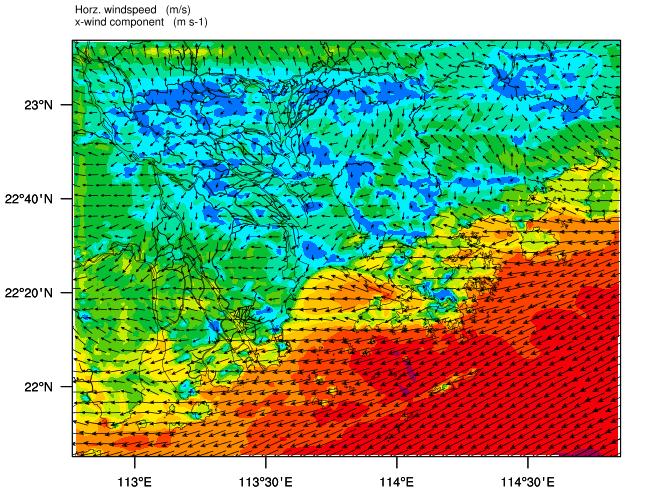 Horz. windspeed (m/s)
x-wind component (m s-1)
23°N
22°40'N
22°20'N
22°N
113°E
113°30'E
114°E
114°30'E